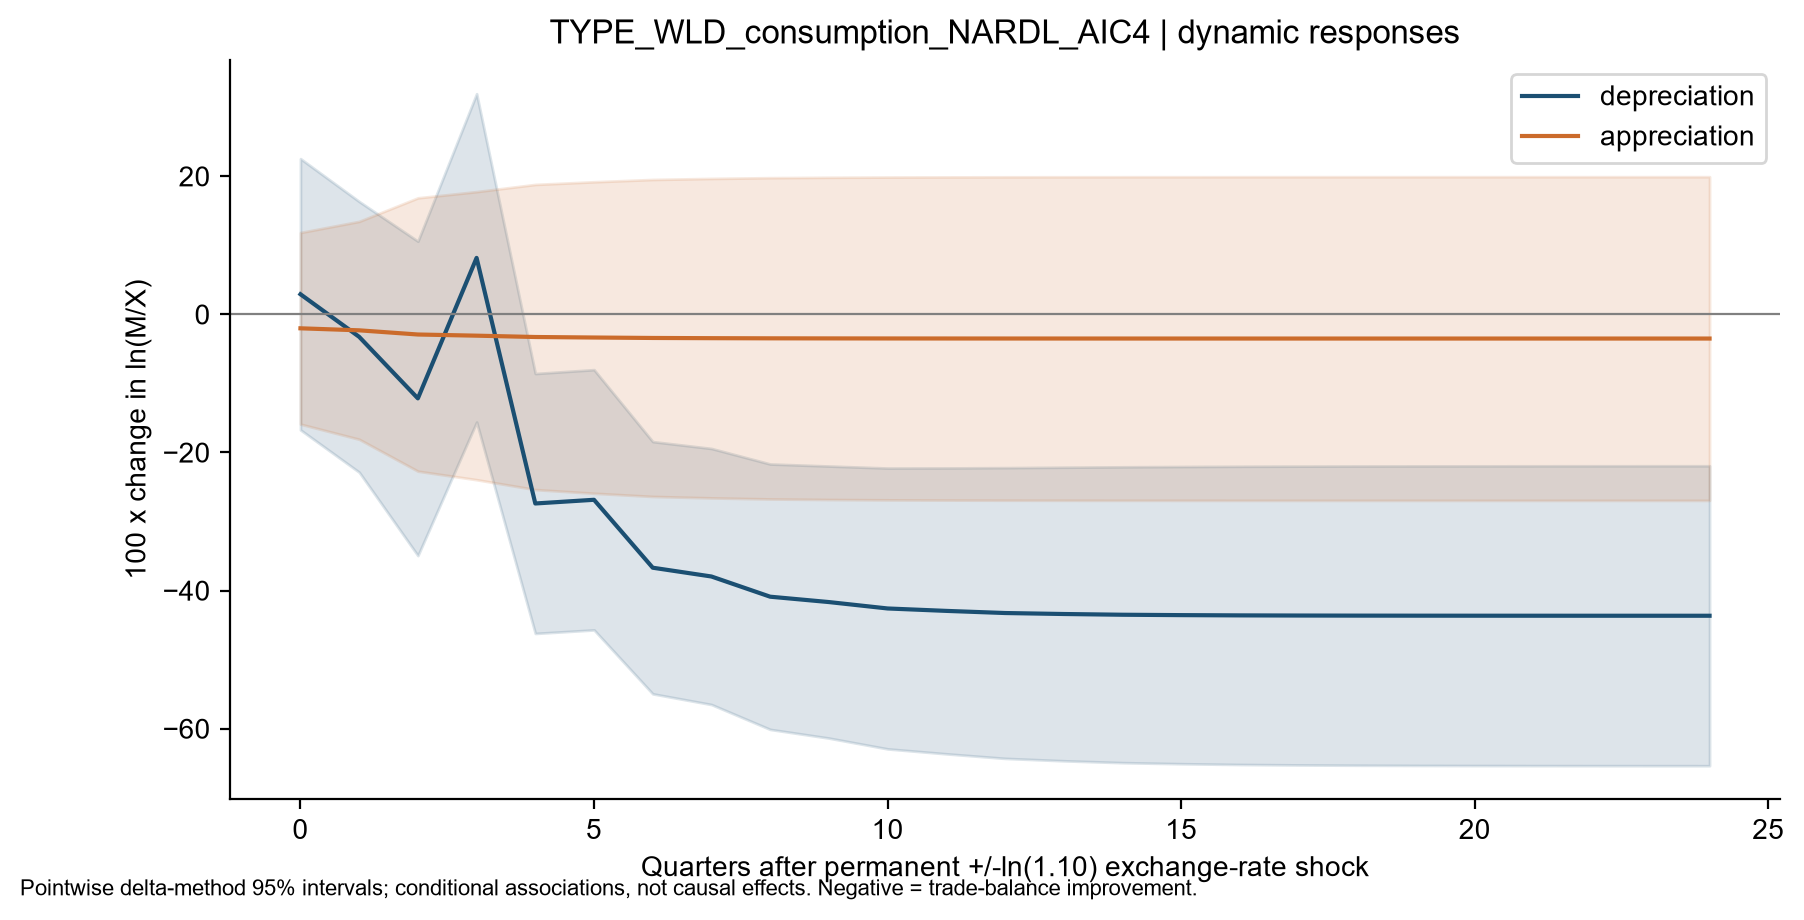 TYPE_WLD_consumption_NARDL_AIC4 | dynamic responses
depreciation
appreciation
100 x change in ln(M/X)
20
0
−20
−40
−60
0
5
10
15
20
25
Quarters after permanent +/-ln(1.10) exchange-rate shock
Pointwise delta-method 95% intervals; conditional associations, not causal effects. Negative = trade-balance improvement.